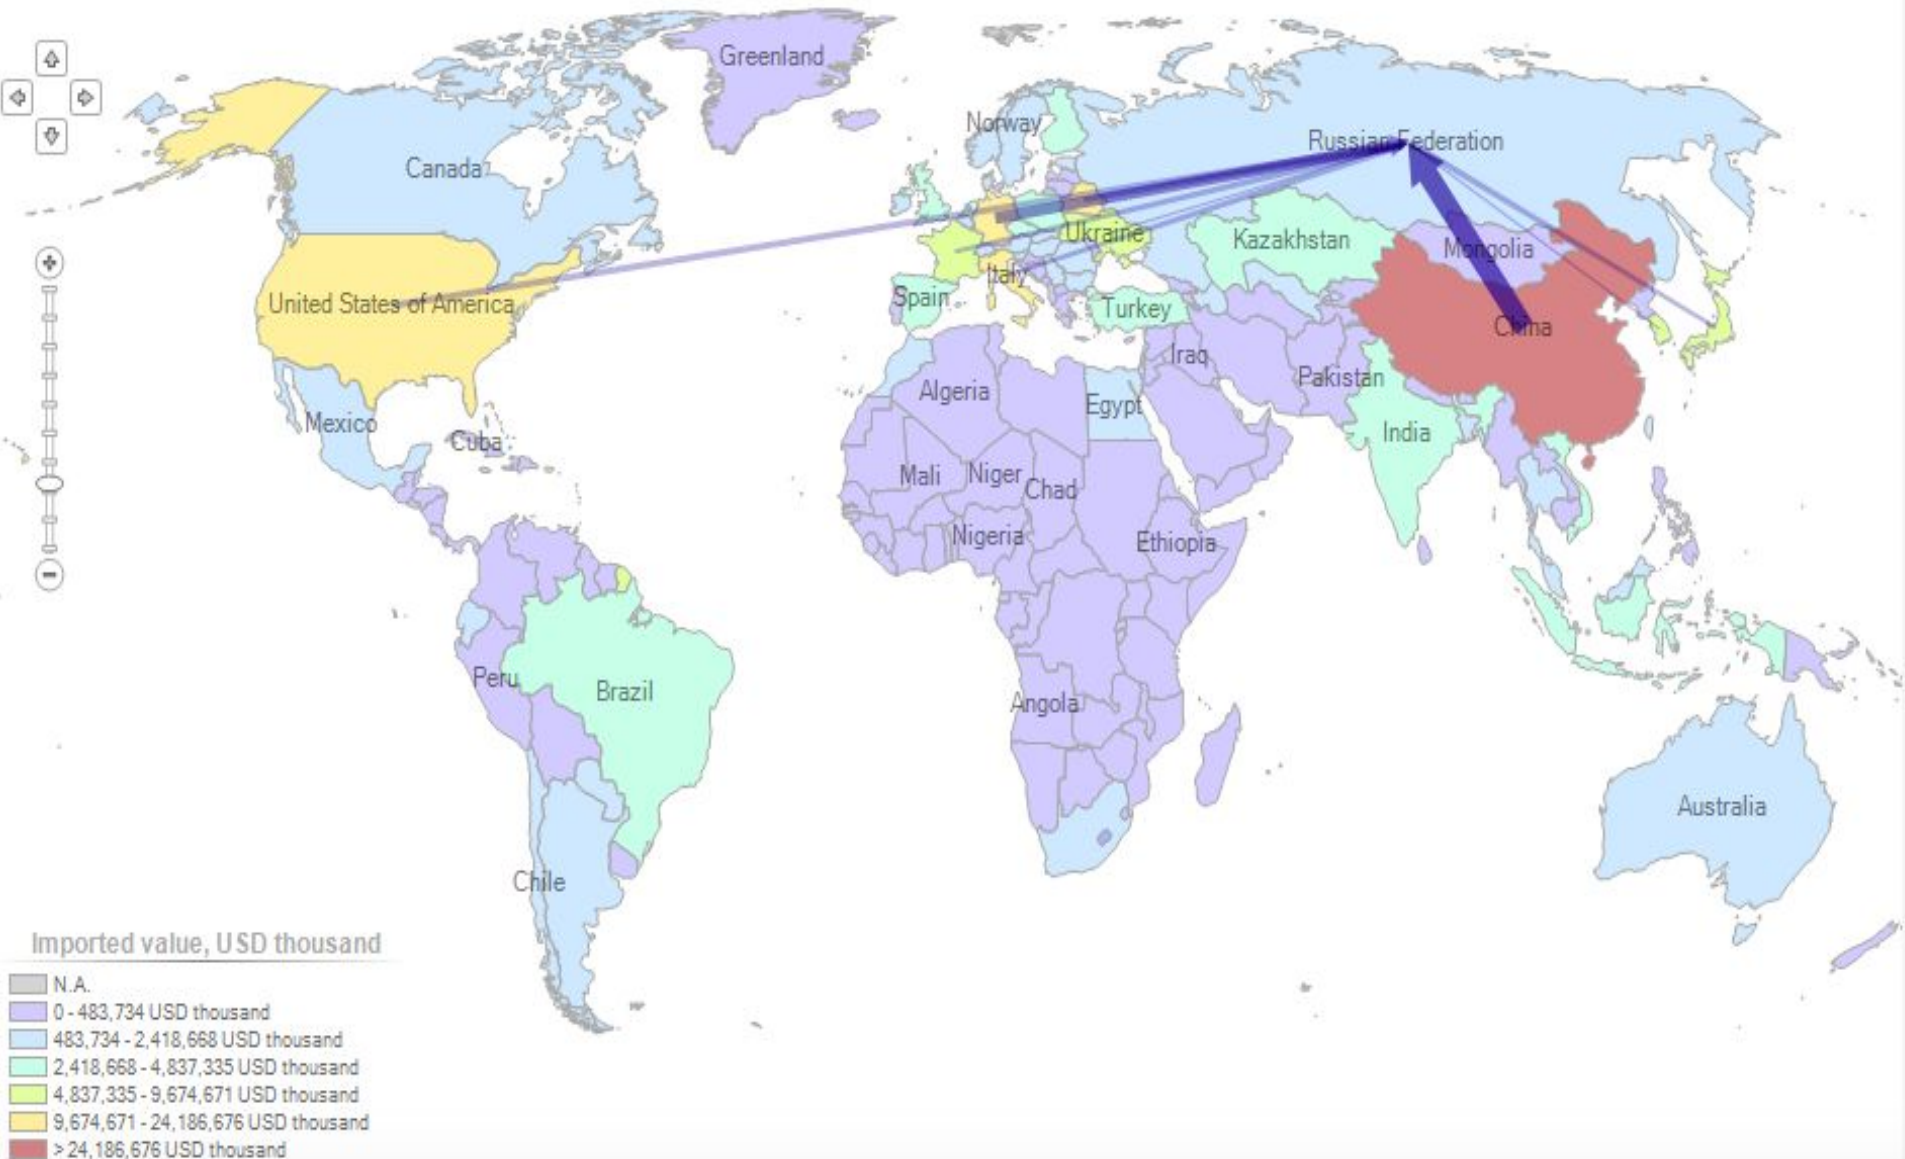 Greenland
Norway
Russian Federation
Canada
Ukraine
Kazakhstan
Mongolia
Italy
Spain
United States of America
Turkey
China
Iraq
Pakistan
Algeria
Egypt
Mexico
Cuba
India
Mali
Niger
Chad
Nigeria
Ethiopia
Peru
Brazil
Angola
Australia
Chile
Imported value, USD thousand
N.A.
0 - 483,734 USD thousand
483,734 - 2,418,668 USD thousand
2,418,668 - 4,837,335 USD thousand
4,837,335 - 9,674,671 USD thousand
9,674,671 - 24,186,676 USD thousand
> 24,186,676 USD thousand